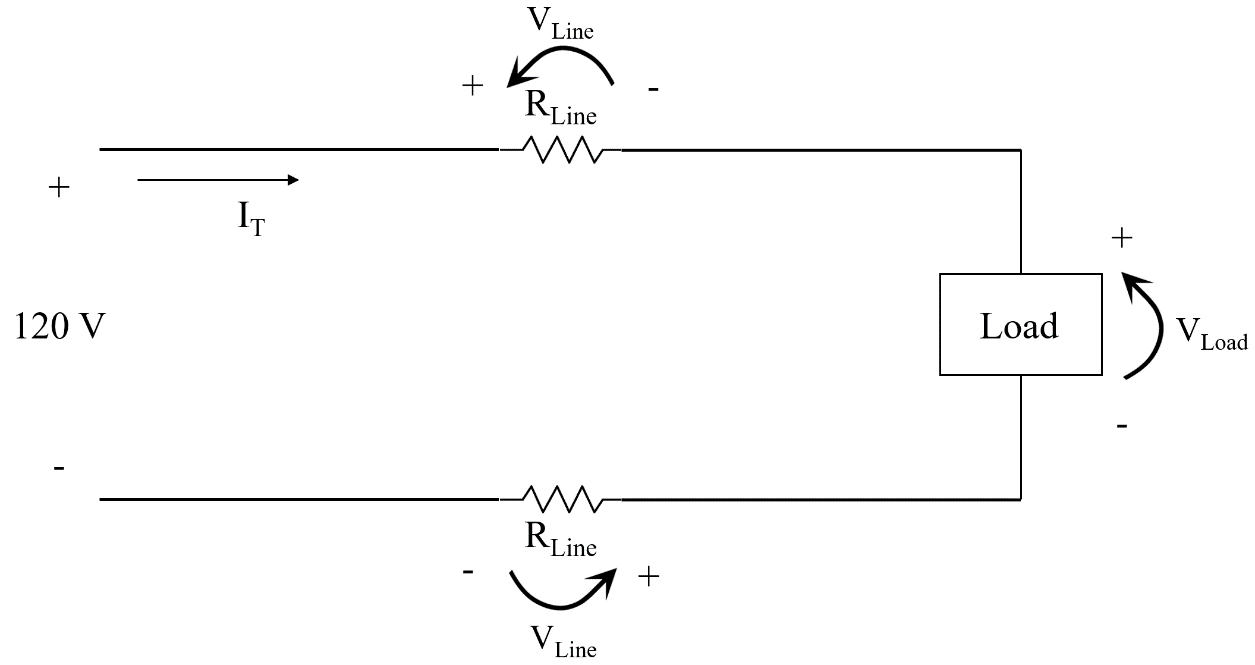 V_Line
+ -
R_Line
+
I_T
+
120 V
Load
V_Load
-
-
R_Line
- +
V_Line